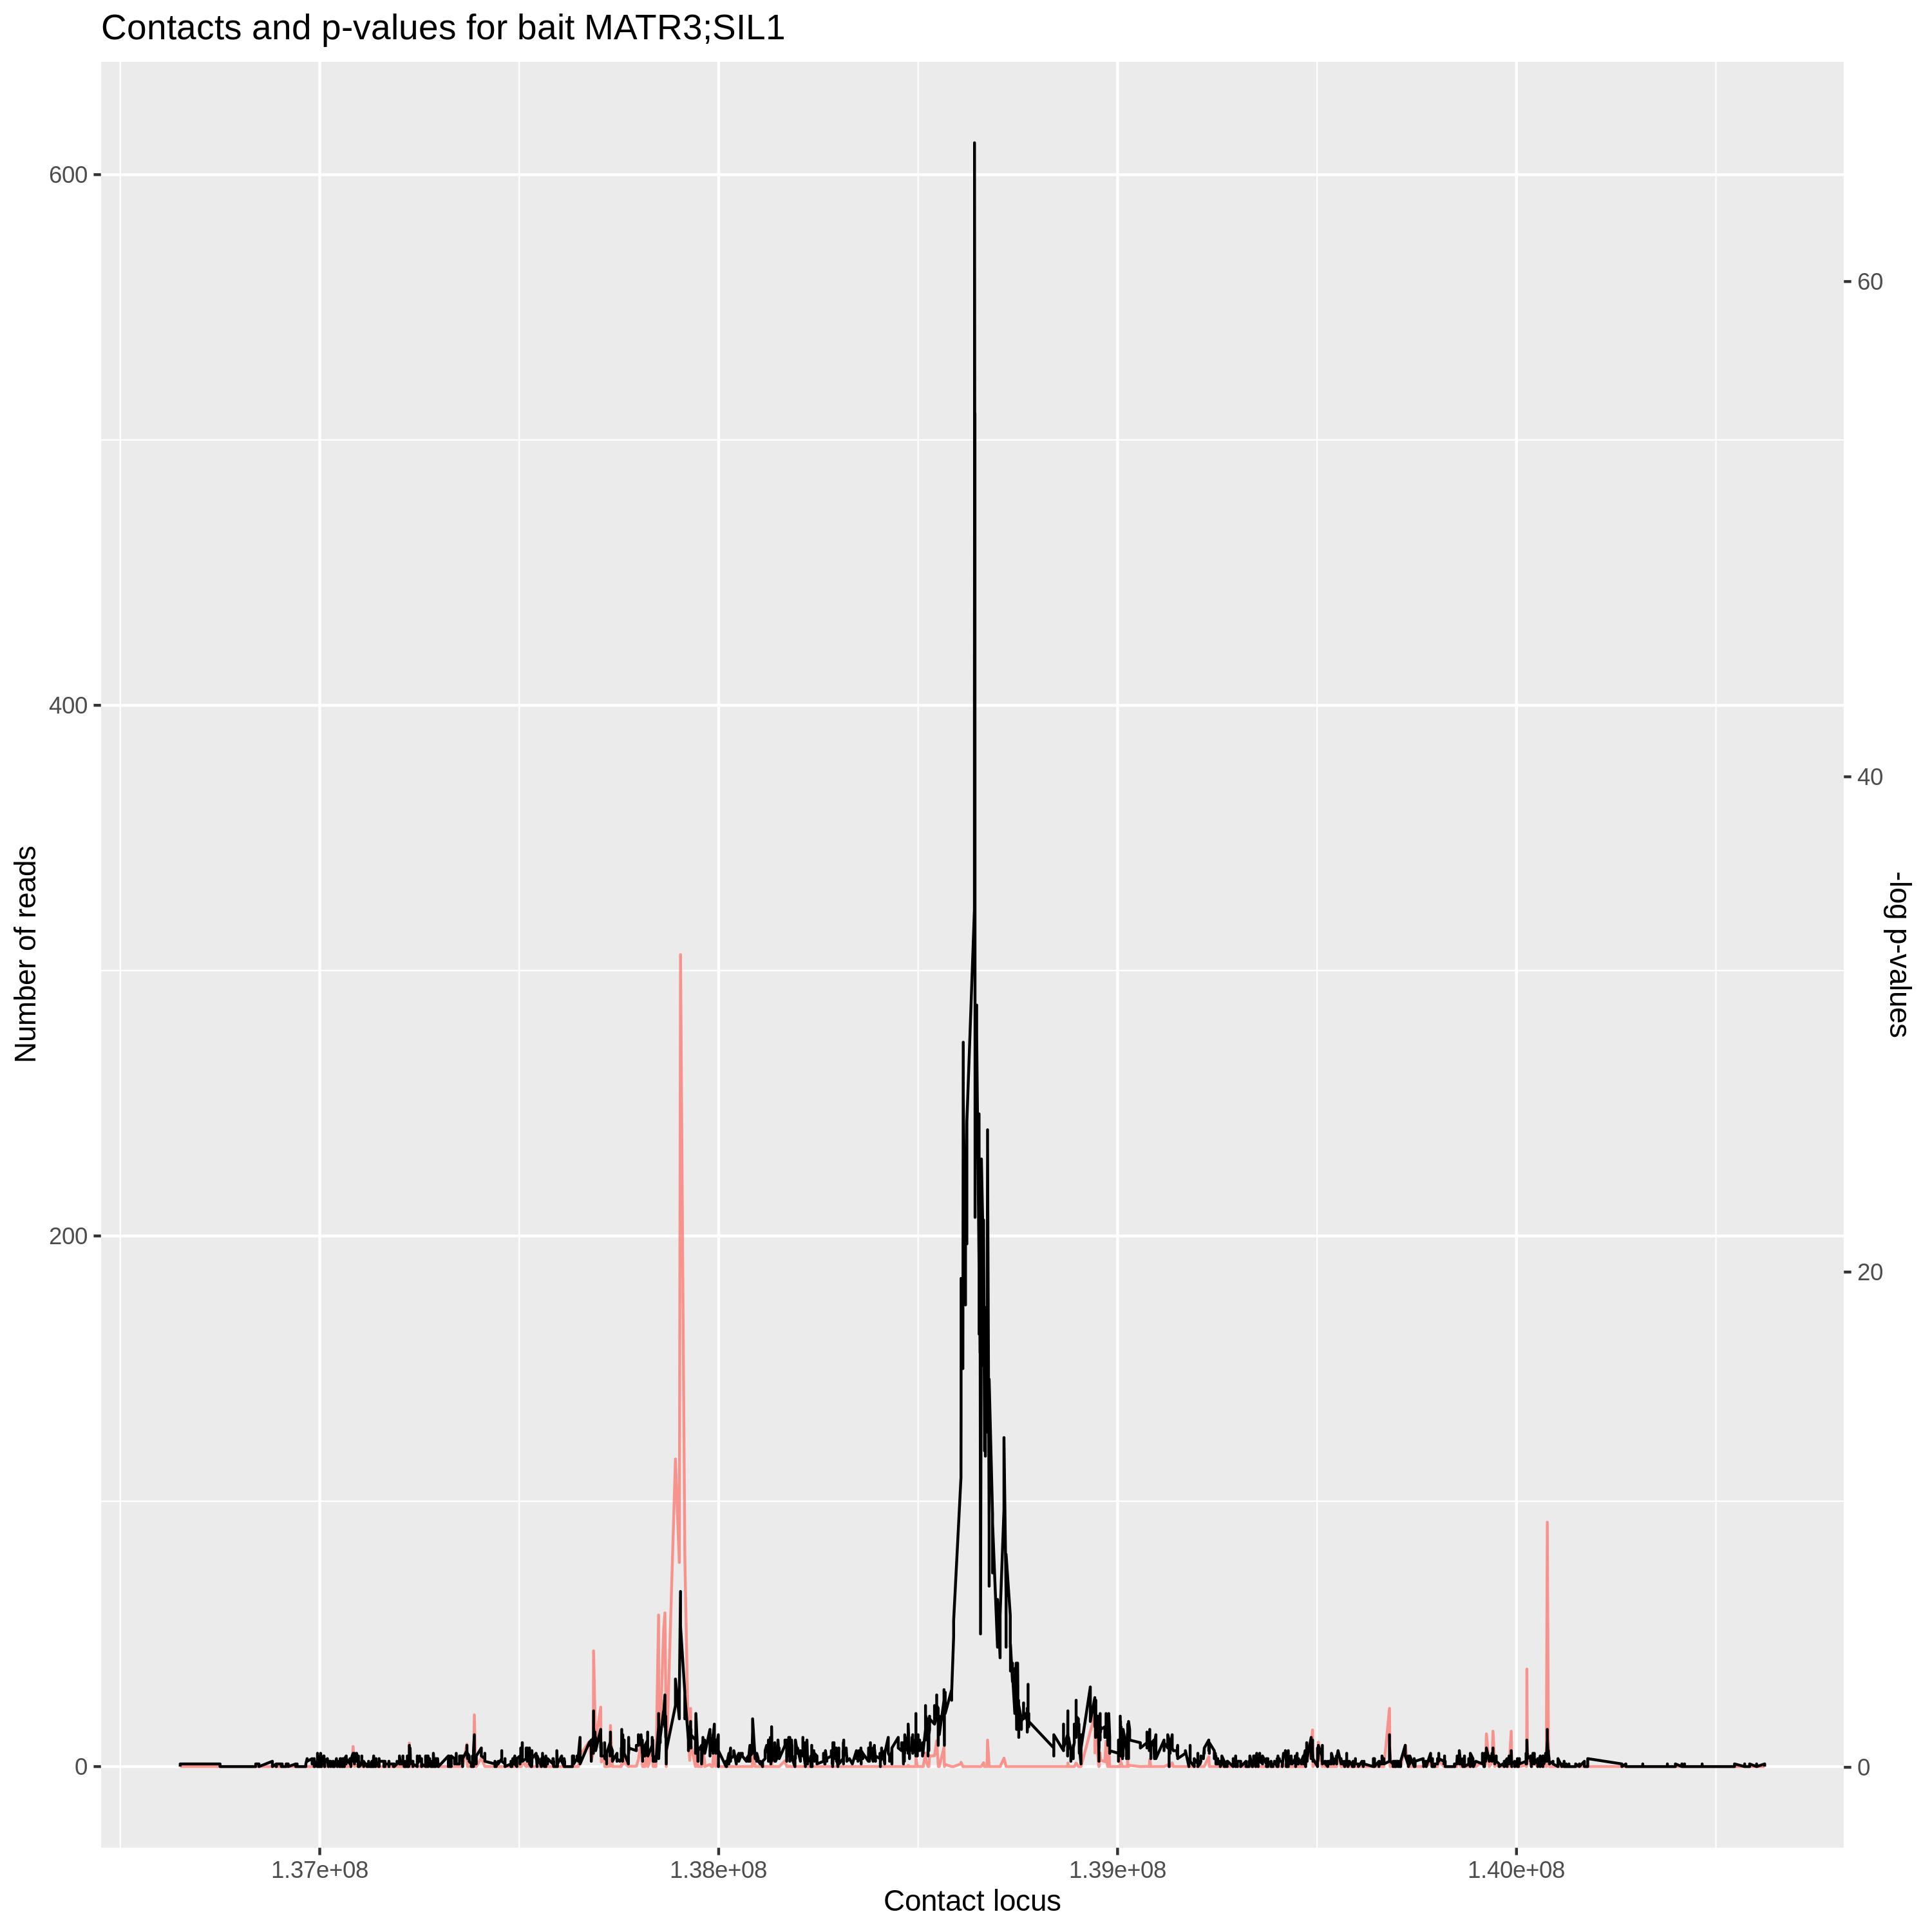 Contacts and p-values for bait MATR3;SIL1
600
400
200
0
Number of reads
60
40
20
0
-log p-values
1.37e+08
1.38e+08
1.39e+08
1.40e+08
Contact locus